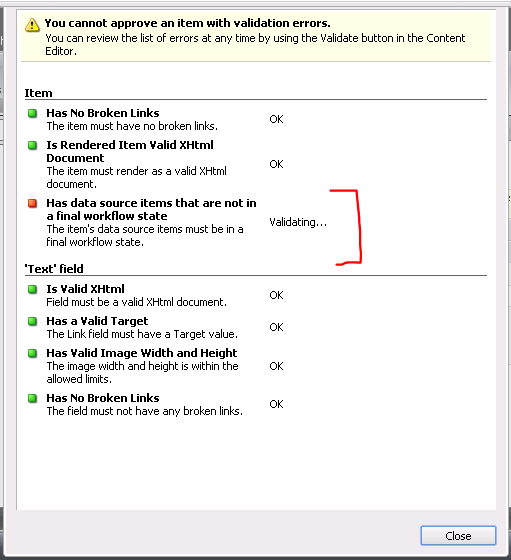 You cannot approve an item with validation errors.
You can review the list of errors at any time by using the Validate button in the Content
Editor.
Item
Has No Broken Links
The item must have no broken links.
OK
Is Rendered Item Valid XHtml
Document
The item must render as a valid XHtml
document.
OK
Has data source items that are not in
a final workflow state
The item's data source items must be in a
final workflow state.
Validating...
'Text' field
Is Valid XHtml
Field must be a valid XHtml document.
OK
Has a Valid Target
The Link field must have a Target value.
OK
Has Valid Image Width and Height
The image width and height is within the
allowed limits.
OK
Has No Broken Links
The field must not have any broken links.
OK
Close